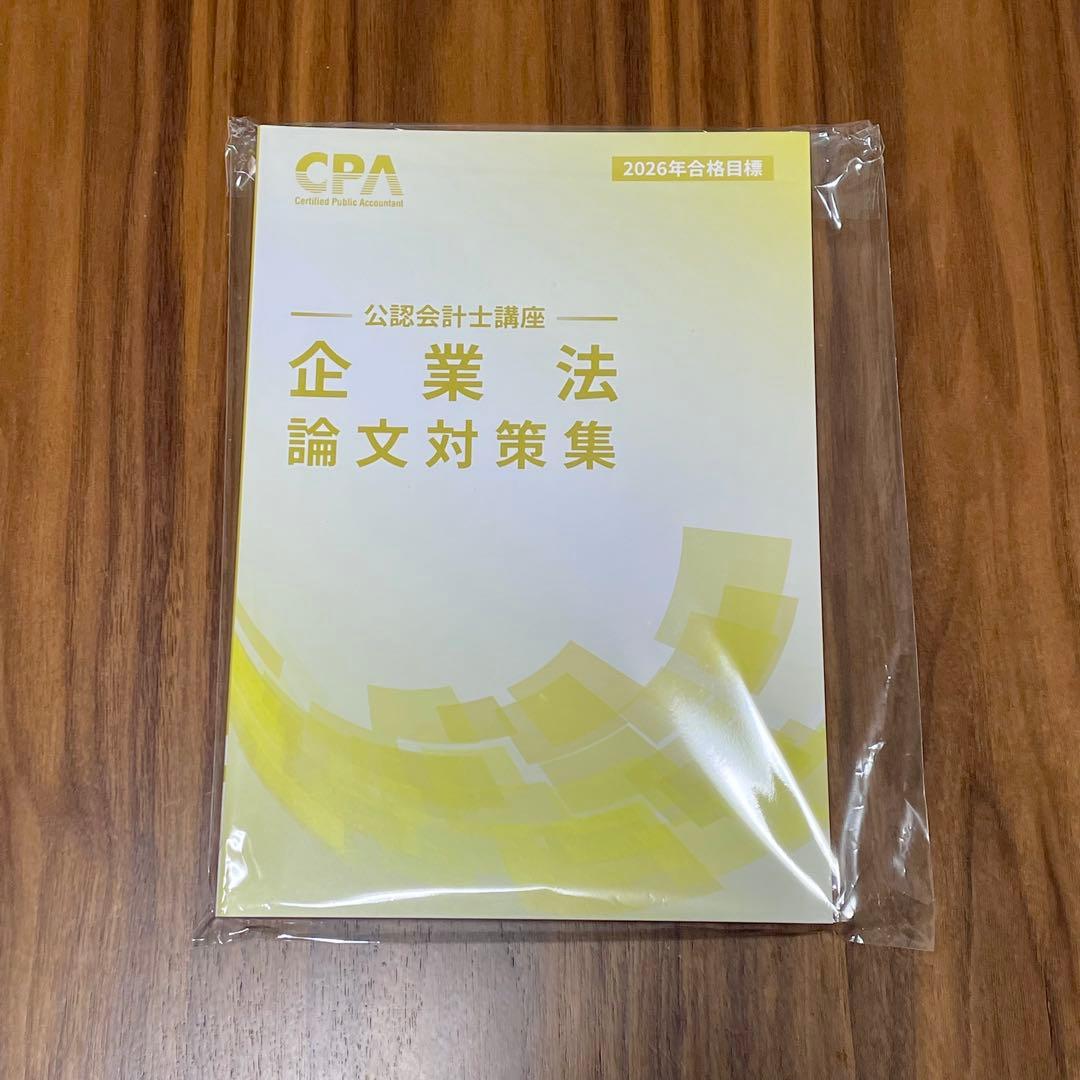 CPA
Certified Public Accountant
2026年合格目標
公認会計士講座
企業法
論文対策集